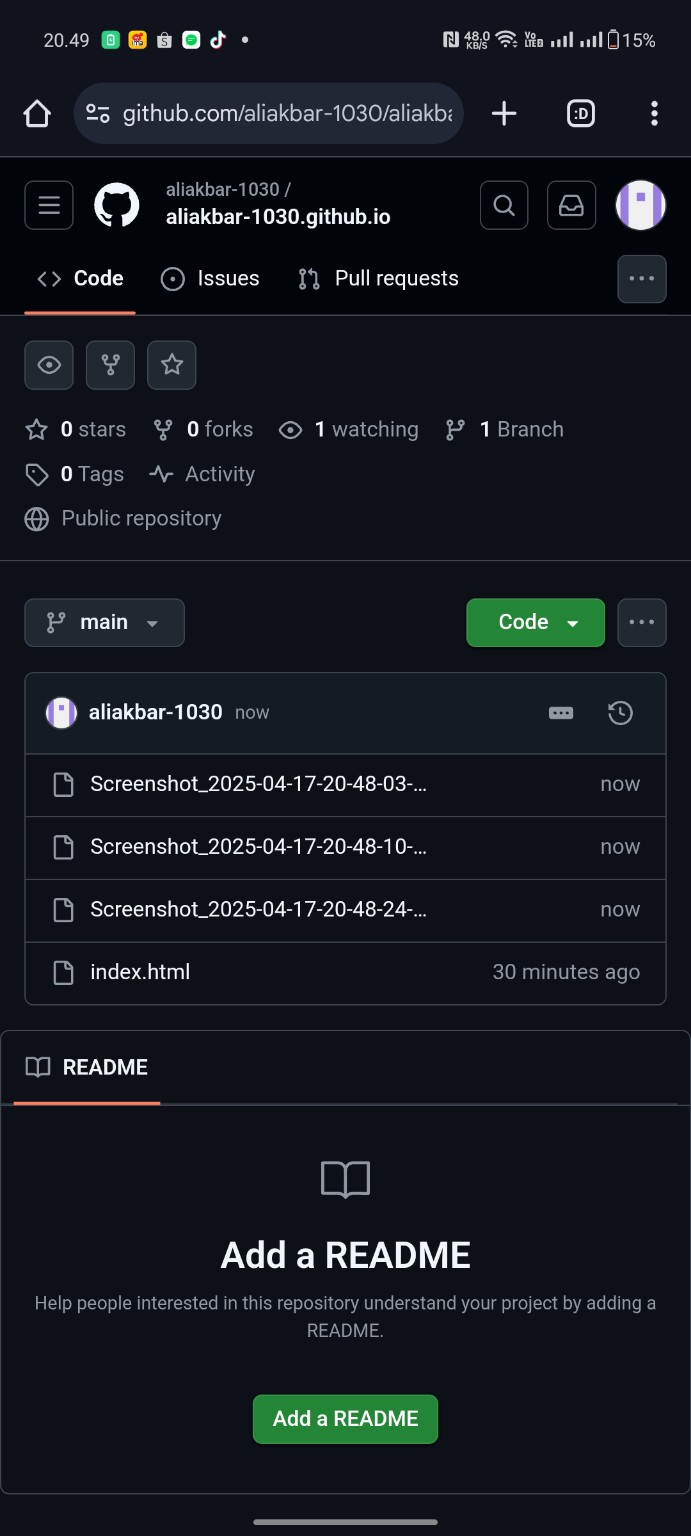 20.49 48.0 KB/S Vo LTE2 15%
github.com/aliakbar-1030/aliakba
:D
aliakbar-1030 /
aliakbar-1030.github.io
Code Issues Pull requests
0 stars 0 forks 1 watching 1 Branch
0 Tags Activity
Public repository
main Code
aliakbar-1030 now
Screenshot_2025-04-17-20-48-03-... now
Screenshot_2025-04-17-20-48-10-... now
Screenshot_2025-04-17-20-48-24-... now
index.html 30 minutes ago
README
Add a README
Help people interested in this repository understand your project by adding a
README.
Add a README